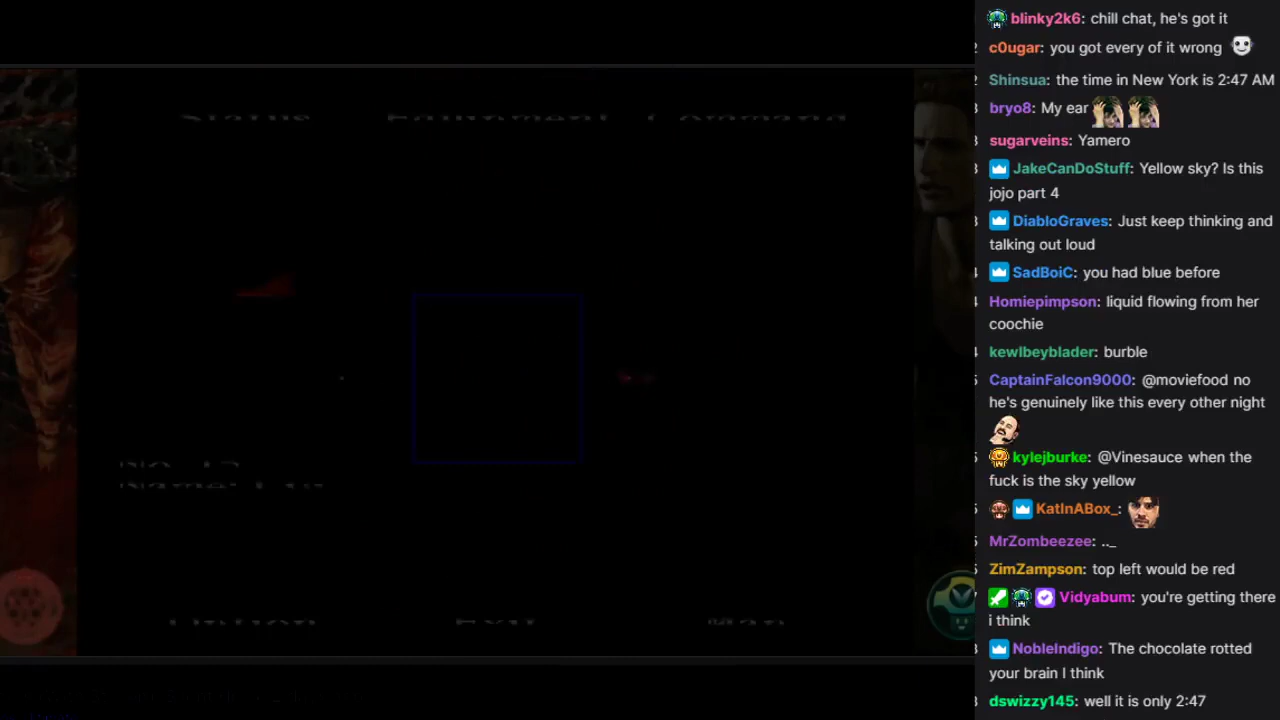 blinky2k6: chill chat, he's got it
c0ugar: you got every of it wrong
Shinsua: the time in New York is 2:47 AM
bryo8: My ear
sugarveins: Yamero
JakeCanDoStuff: Yellow sky? Is this
jojo part 4
DiabloGraves: Just keep thinking and
talking out loud
SadBoiC: you had blue before
Homiepimpson: liquid flowing from her
coochie
kewlbeyblader: burble
CaptainFalcon9000: @moviefood no
he's genuinely like this every other night
kylejburke: @Vinesauce when the
fuck is the sky yellow
KatInABox_:
MrZombeezee: .._
ZimZampson: top left would be red
Vidyabum: you're getting there
i think
NobleIndigo: The chocolate rotted
your brain I think
dswizzy145: well it is only 2:47